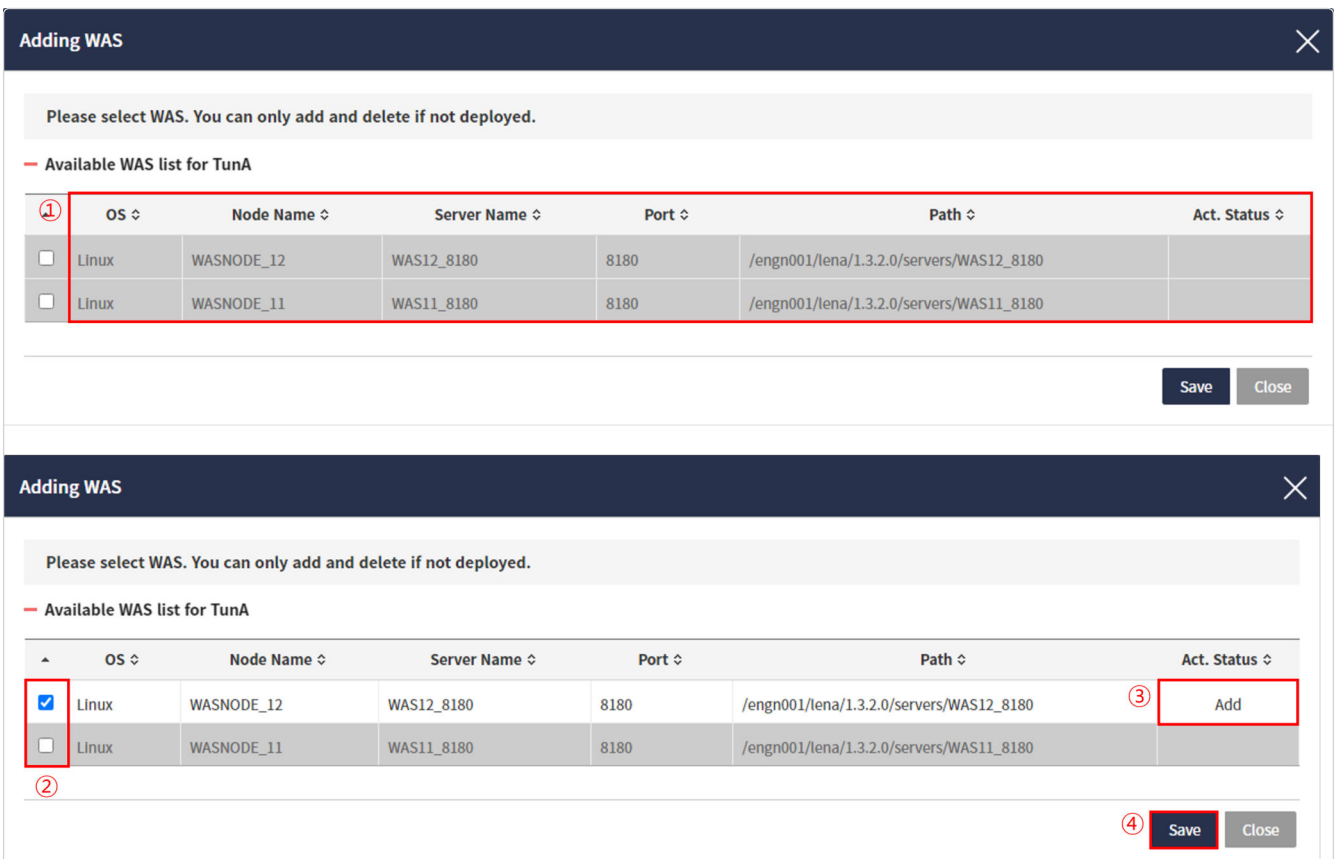 Adding WAS
Please select WAS. You can only add and delete if not deployed.
Available WAS list for TunA
① OS Node Name Server Name Port Path Act. Status
Linux WASNODE_12 WAS12_8180 8180 /engn001/lena/1.3.2.0/servers/WAS12_8180
Linux WASNODE_11 WAS11_8180 8180 /engn001/lena/1.3.2.0/servers/WAS11_8180
Save Close
Adding WAS
Please select WAS. You can only add and delete if not deployed.
Available WAS list for TunA
OS Node Name Server Name Port Path Act. Status
Linux WASNODE_12 WAS12_8180 8180 /engn001/lena/1.3.2.0/servers/WAS12_8180 ③ Add
Linux WASNODE_11 WAS11_8180 8180 /engn001/lena/1.3.2.0/servers/WAS11_8180
②
④ Save Close